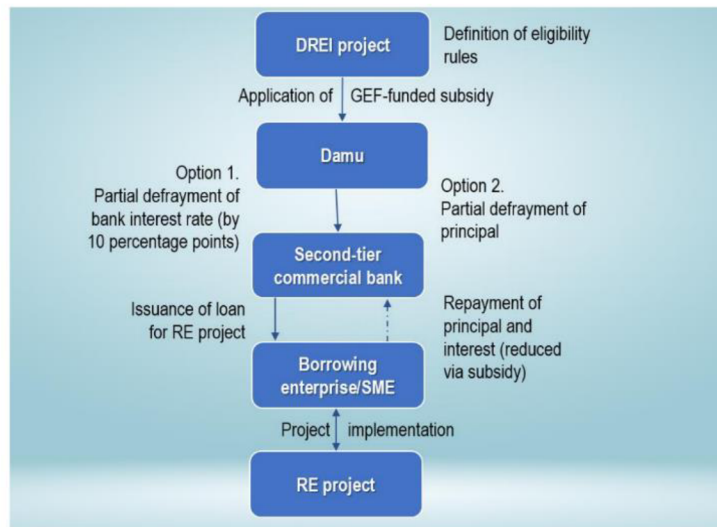 DREI project
Definition of eligibility
rules
Application of GEF-funded subsidy
Damu
Option 1.
Partial defrayment of
bank interest rate (by
10 percentage points)
Option 2.
Partial defrayment of
principal
Second-tier
commercial bank
Issuance of loan
for RE project
Repayment of
principal and
interest (reduced
via subsidy)
Borrowing
enterprise/SME
Project implementation
RE project